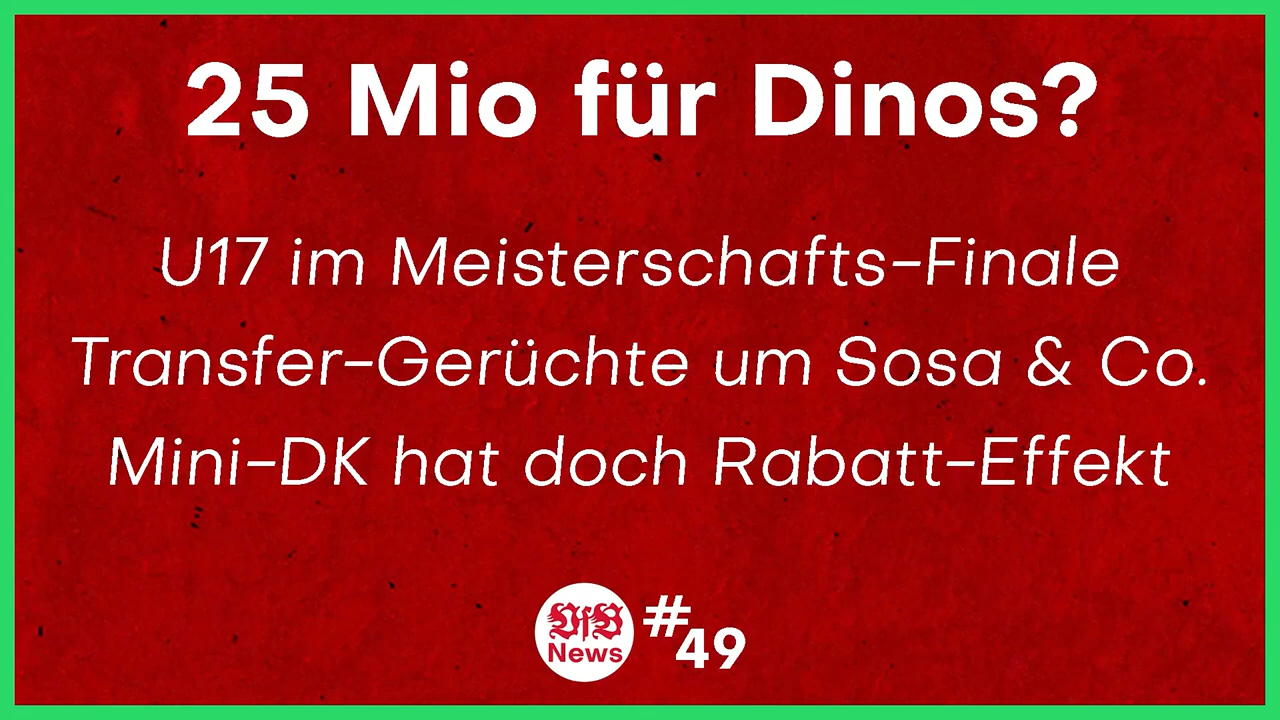 25 Mio für Dinos?
U17 im Meisterschafts-Finale
Transfer-Gerüchte um Sosa & Co.
Mini-DK hat doch Rabatt-Effekt
VfB
News
#49